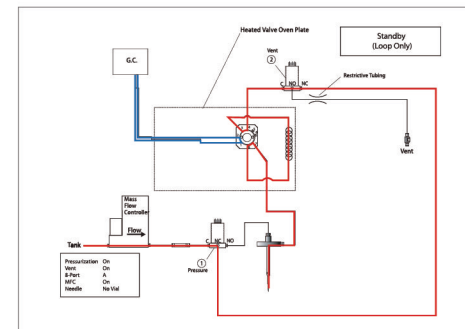 Heated Valve Oven Plate
Standby
(Loop Only)
G.C.
Vent
2
C NO NC
Restrictive Tubing
Vent
Mass
Flow
Controller
Flow
Tank
C NC NO
1
Pressure
Pressurization On
Vent On
8-Port A
MFC On
Needle No Vial